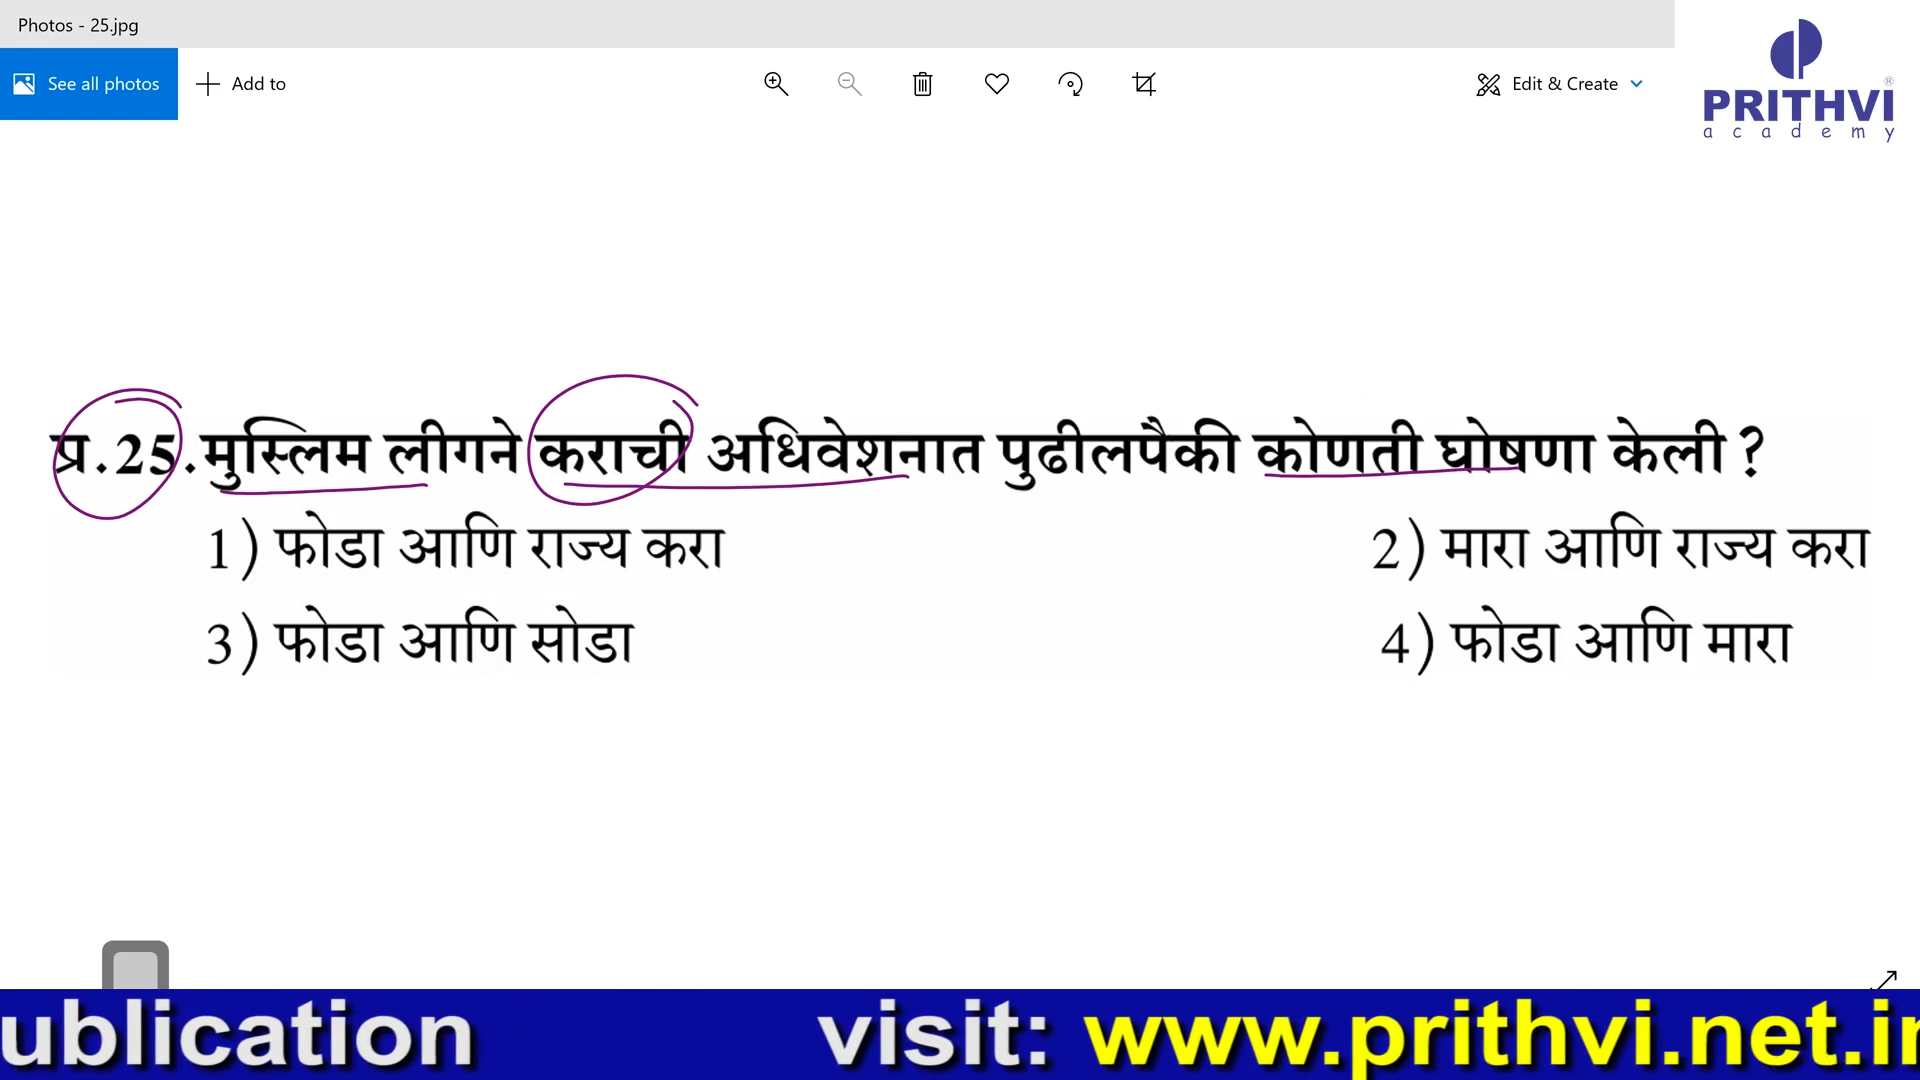 Photos - 25.jpg
See all photos
Add to
Edit & Create
PRITHVI®
academy
प्र.25. मुस्लिम लीगने कराची अधिवेशनात पुढीलपैकी कोणती घोषणा केली ?
1) फोडा आणि राज्य करा
2) मारा आणि राज्य करा
3) फोडा आणि सोडा
4) फोडा आणि मारा
ublication visit: www.prithvi.net.in